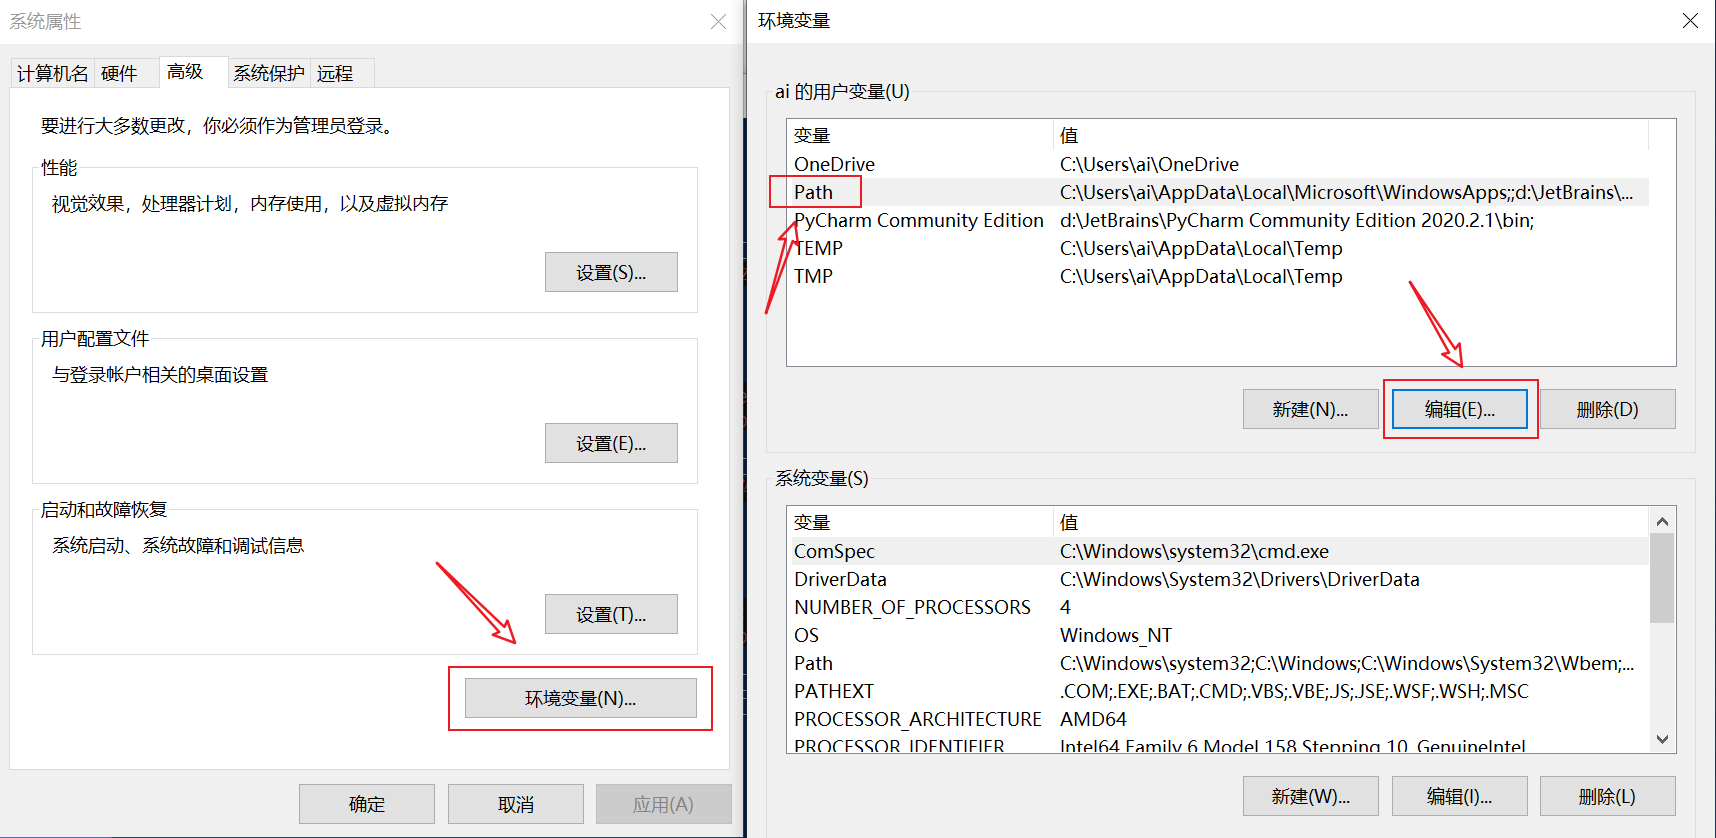 系统属性
计算机名 硬件 高级 系统保护 远程
要进行大多数更改，你必须作为管理员登录。
性能
视觉效果，处理器计划，内存使用，以及虚拟内存
设置(S)...
用户配置文件
与登录帐户相关的桌面设置
设置(E)...
启动和故障恢复
系统启动、系统故障和调试信息
设置(T)...
环境变量(N)...
确定 取消 应用(A)
环境变量
ai 的用户变量(U)
变量 值
OneDrive C:\Users\ai\OneDrive
Path C:\Users\ai\AppData\Local\Microsoft\WindowsApps;;d:\JetBrains\...
PyCharm Community Edition d:\JetBrains\PyCharm Community Edition 2020.2.1\bin;
TEMP C:\Users\ai\AppData\Local\Temp
TMP C:\Users\ai\AppData\Local\Temp
新建(N)... 编辑(E)... 删除(D)
系统变量(S)
变量 值
ComSpec C:\Windows\system32\cmd.exe
DriverData C:\Windows\System32\Drivers\DriverData
NUMBER_OF_PROCESSORS 4
OS Windows_NT
Path C:\Windows\system32;C:\Windows;C:\Windows\System32\Wbem;...
PATHEXT .COM;.EXE;.BAT;.CMD;.VBS;.VBE;.JS;.JSE;.WSF;.WSH;.MSC
PROCESSOR_ARCHITECTURE AMD64
PROCESSOR_IDENTIFIER Intel64 Family 6 Model 158 Stepping 10, GenuineIntel
新建(W)... 编辑(I)... 删除(L)